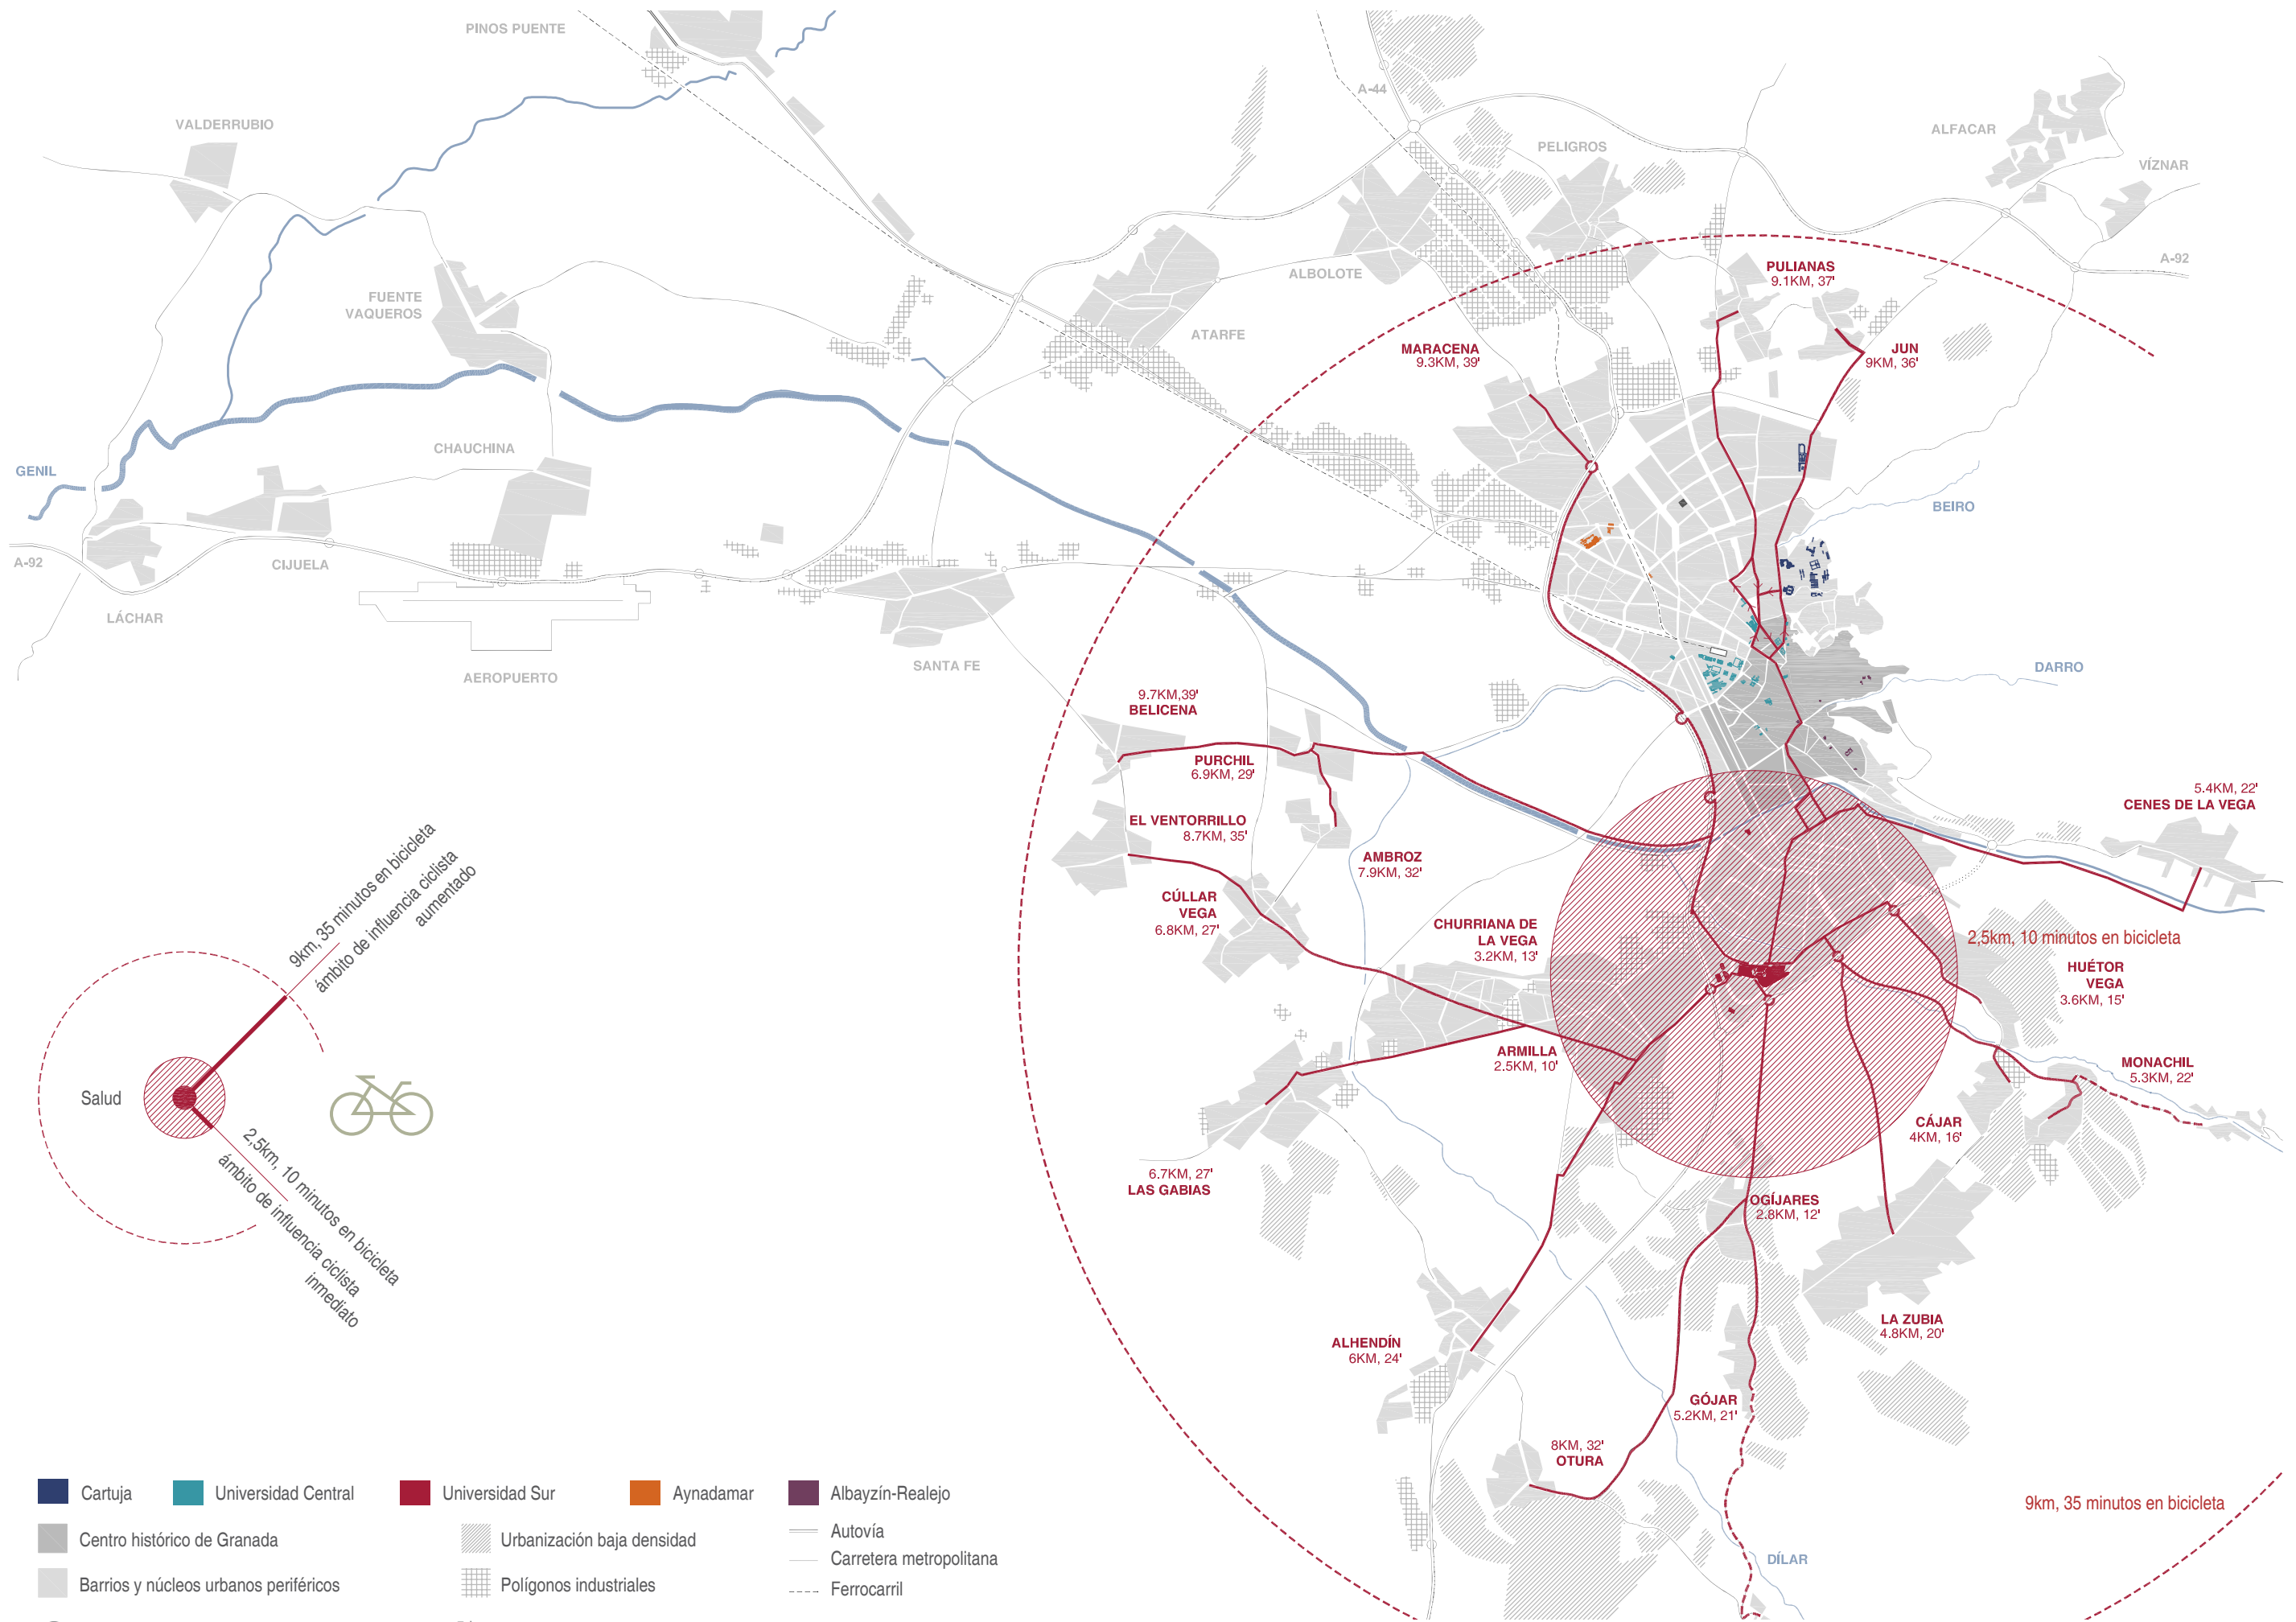 PINOS PUENTE
A-44
VALDERRUBIO
PELIGROS
ALFACAR
VÍZNAR
A-92
PULIANAS
9.1KM, 37'
ALBOLOTE
FUENTE
VAQUEROS
ATARFE
MARACENA
9.3KM, 39'
JUN
9KM, 36'
CHAUCHINA
GENIL
BEIRO
A-92
CIJUELA
LÁCHAR
AEROPUERTO
SANTA FE
DARRO
9.7KM,39'
BELICENA
PURCHIL
6.9KM, 29'
5.4KM, 22'
CENES DE LA VEGA
EL VENTORRILLO
8.7KM, 35'
AMBROZ
7.9KM, 32'
CÚLLAR
VEGA
6.8KM, 27'
CHURRIANA DE
LA VEGA
3.2KM, 13'
2,5km, 10 minutos en bicicleta
HUÉTOR
VEGA
3.6KM, 15'
ARMILLA
2.5KM, 10'
MONACHIL
5.3KM, 22'
CÁJAR
4KM, 16'
6.7KM, 27'
LAS GABIAS
OGÍJARES
2.8KM, 12'
LA ZUBIA
4.8KM, 20'
ALHENDÍN
6KM, 24'
GÓJAR
5.2KM, 21'
8KM, 32'
OTURA
9km, 35 minutos en bicicleta
DÍLAR
9km, 35 minutos en bicicleta
ámbito de influencia ciclista
aumentado
Salud
2,5km, 10 minutos en bicicleta
ámbito de influencia ciclista
inmediato
Cartuja
Universidad Central
Universidad Sur
Aynadamar
Albayzín-Realejo
Centro histórico de Granada
Urbanización baja densidad
Autovía
Carretera metropolitana
Barrios y núcleos urbanos periféricos
Polígonos industriales
Ferrocarril